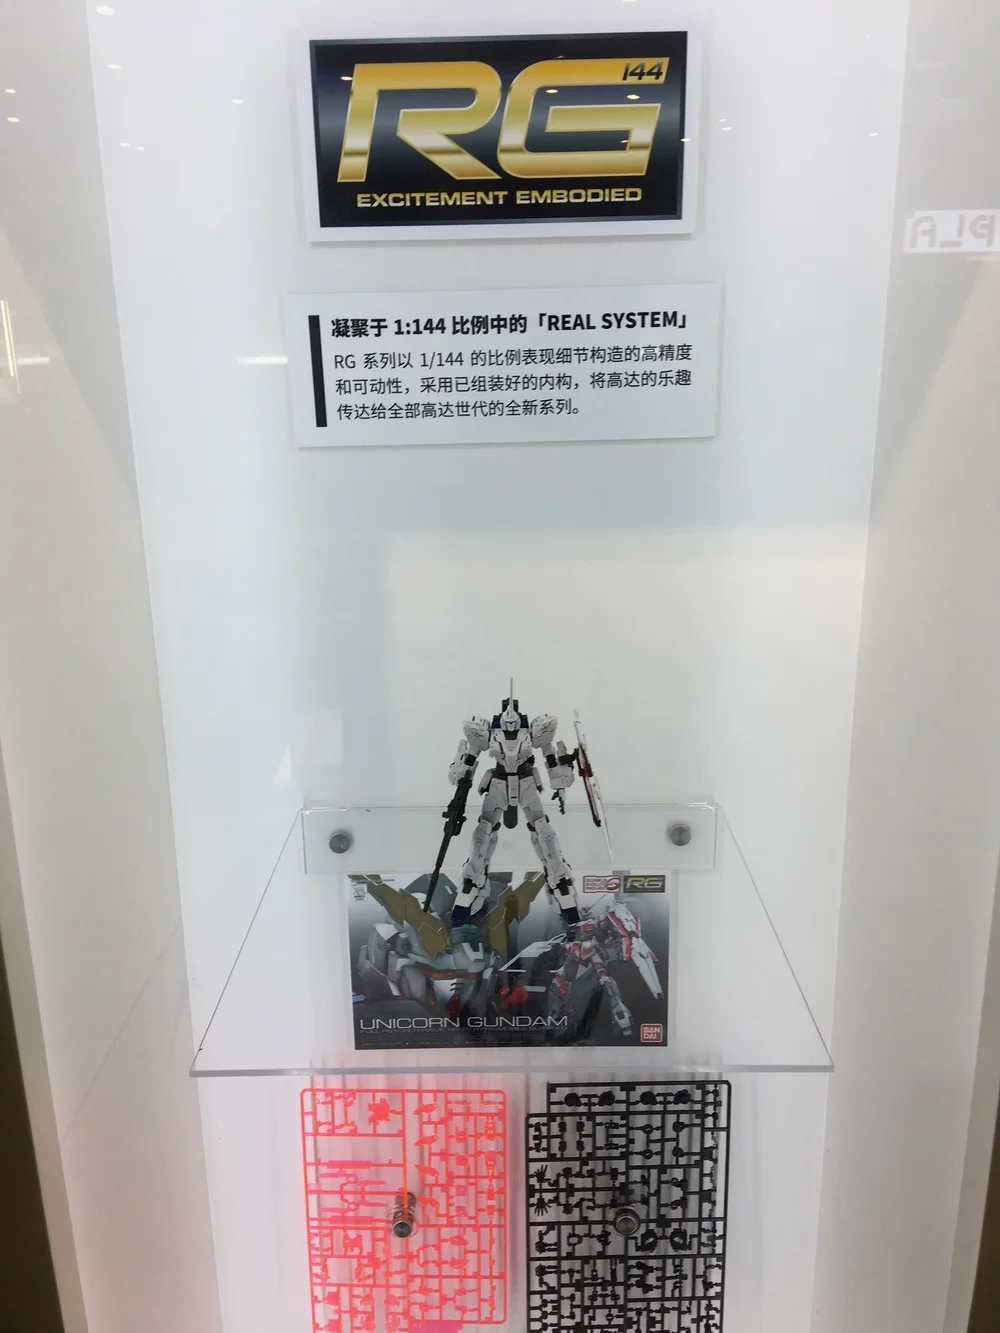 RG
144
EXCITEMENT EMBODIED
PLA
凝聚于 1:144 比例中的「REAL SYSTEM」
RG 系列以 1/144 的比例表现细节构造的高精度
和可动性，采用已组装好的内构，将高达的乐趣
传达给全部高达世代的全新系列。
RG
UNICORN GUNDAM
BAN
DAI